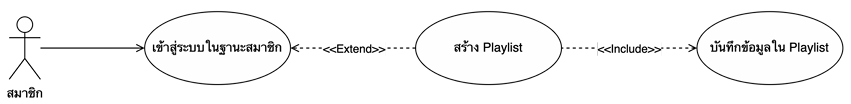 เข้าสู่ระบบในฐานะสมาชิก
<<Extend>>
สร้าง Playlist
<<Include>>
บันทึกข้อมูลใน Playlist
สมาชิก